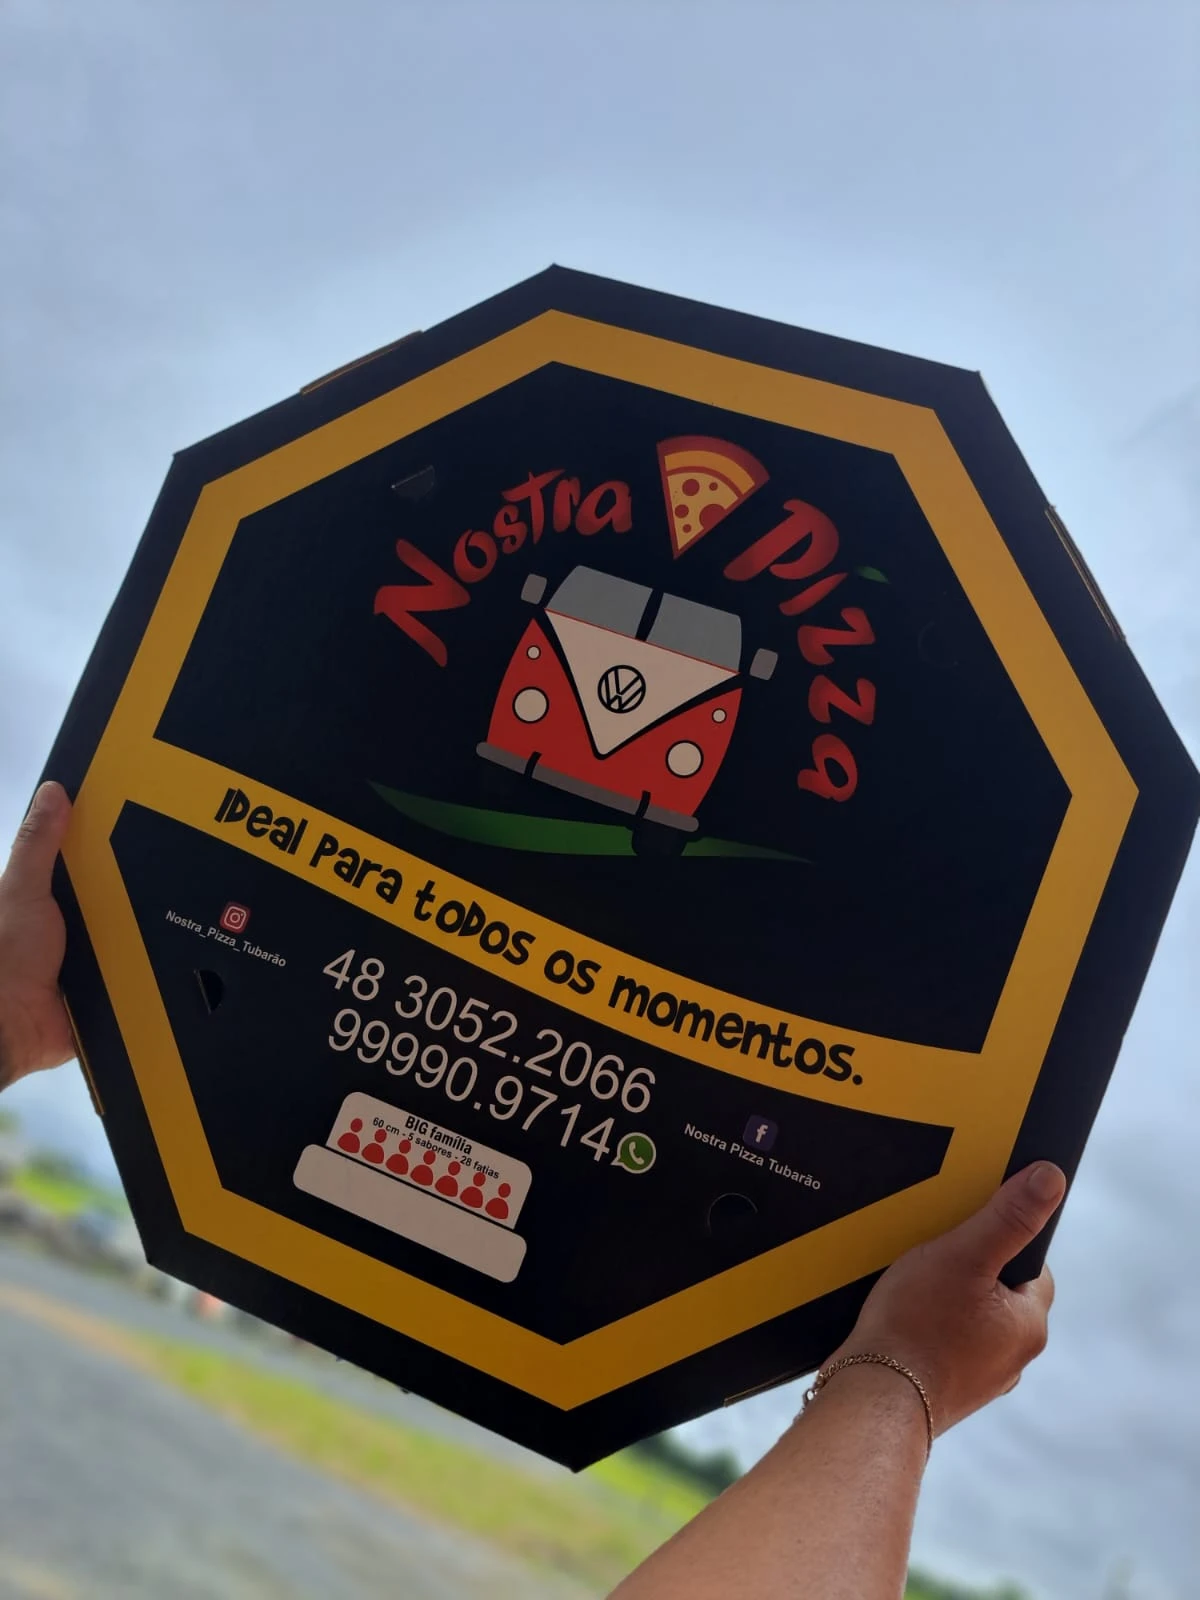 Nostra Pizza
VW
Ideal para todos os momentos.
Nostra_Pizza_Tubarão
48 3052.2066
99990.9714
Nostra Pizza Tubarão
BIG família
60 cm - 5 sabores - 28 fatias